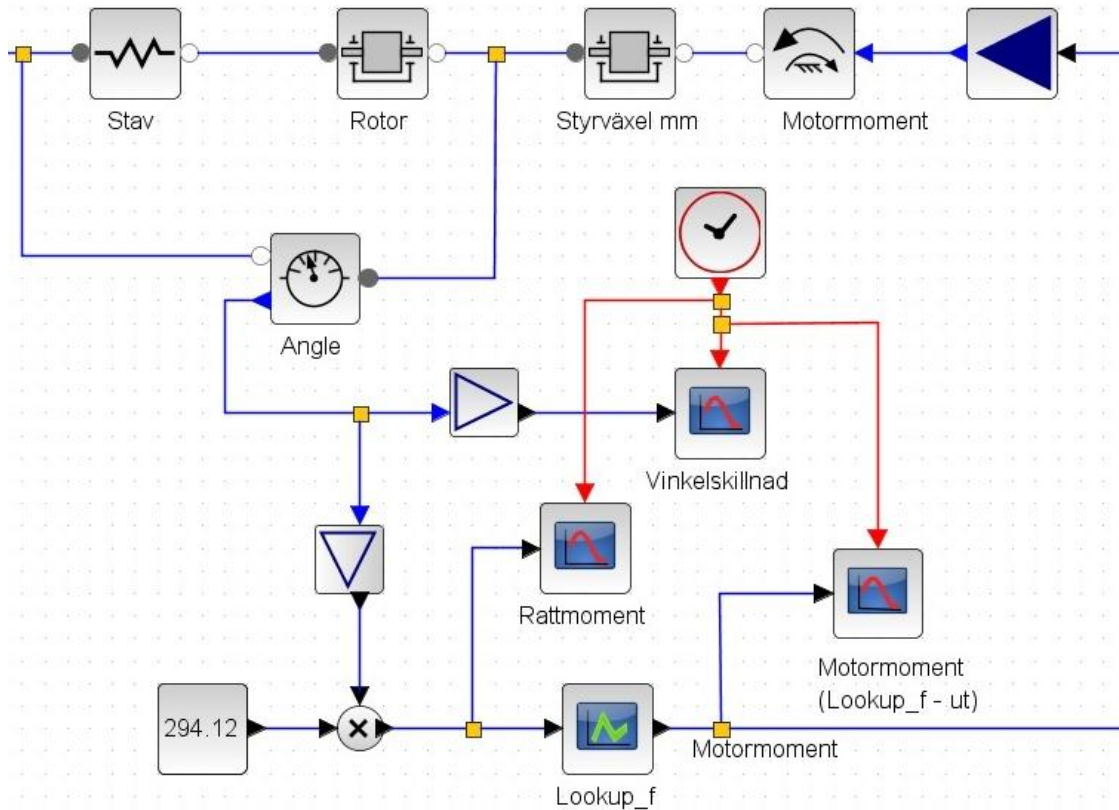 Stav
Rotor
Styrväxel mm
Motormoment
Angle
Vinkelskillnad
Rattmoment
Motormoment
(Lookup_f - ut)
294.12
Motormoment
Lookup_f